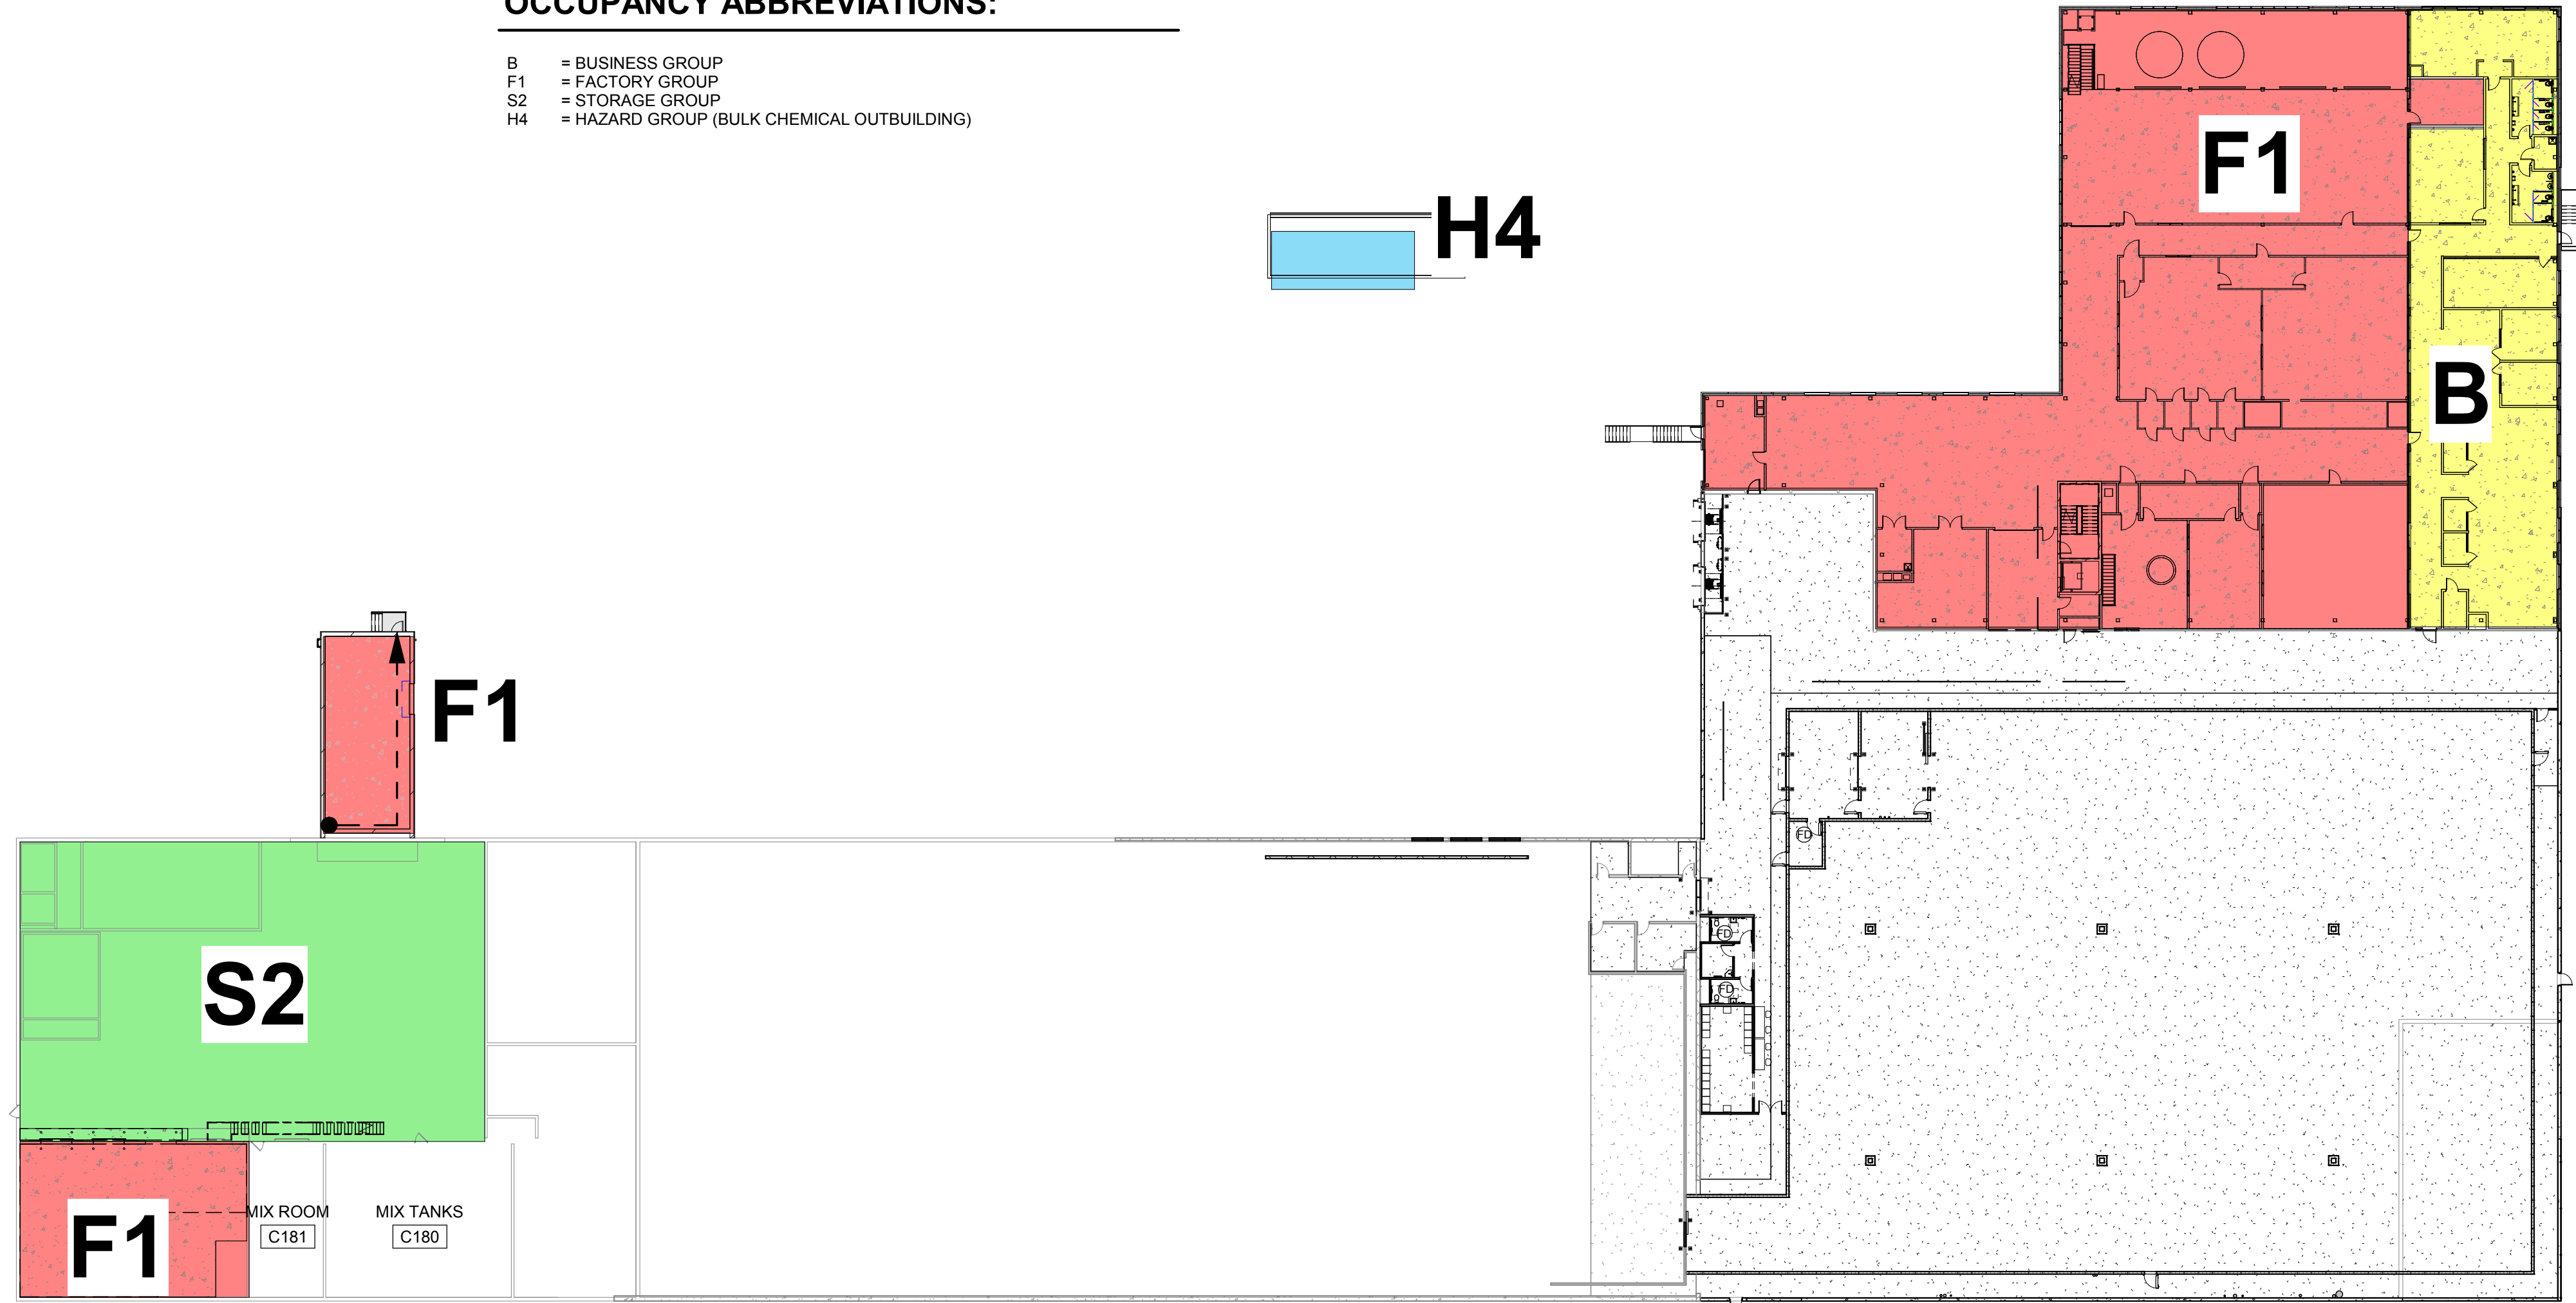 OCCUPANCY ABBREVIATIONS:
B = BUSINESS GROUP
F1 = FACTORY GROUP
S2 = STORAGE GROUP
H4 = HAZARD GROUP (BULK CHEMICAL OUTBUILDING)
F1
H4
B
F1
FD
FD
S2
FD
MIX ROOM
C181
MIX TANKS
C180
F1